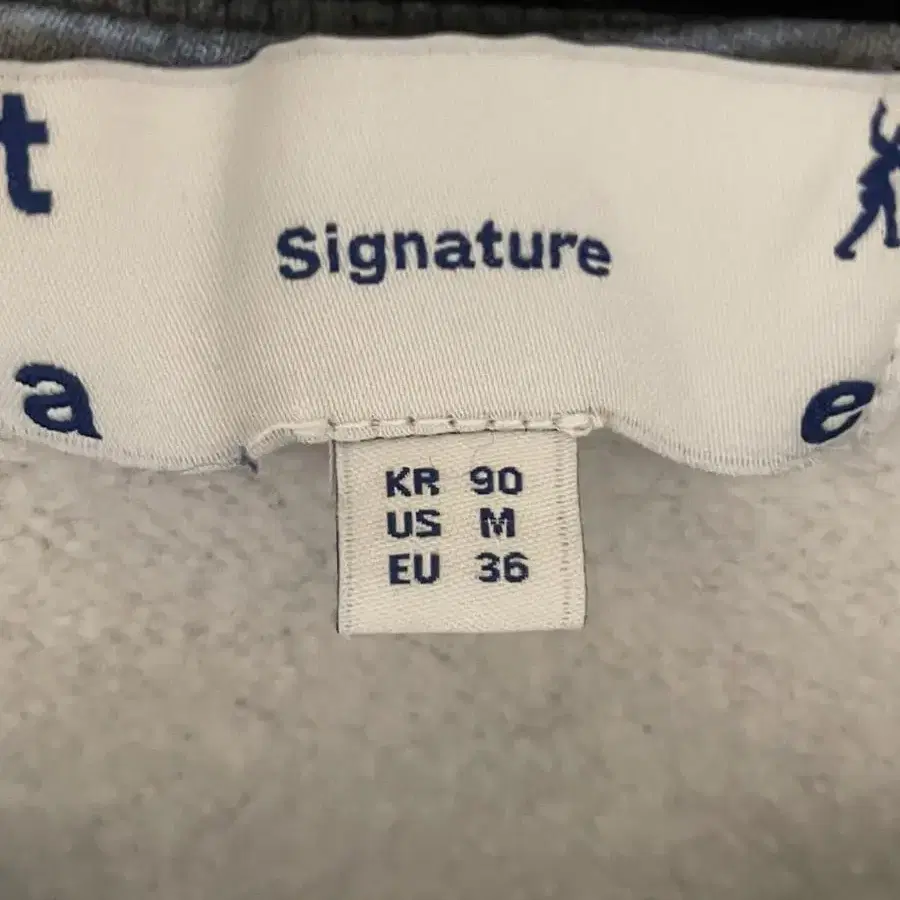 t
Signature
a e
KR 90
US M
EU 36